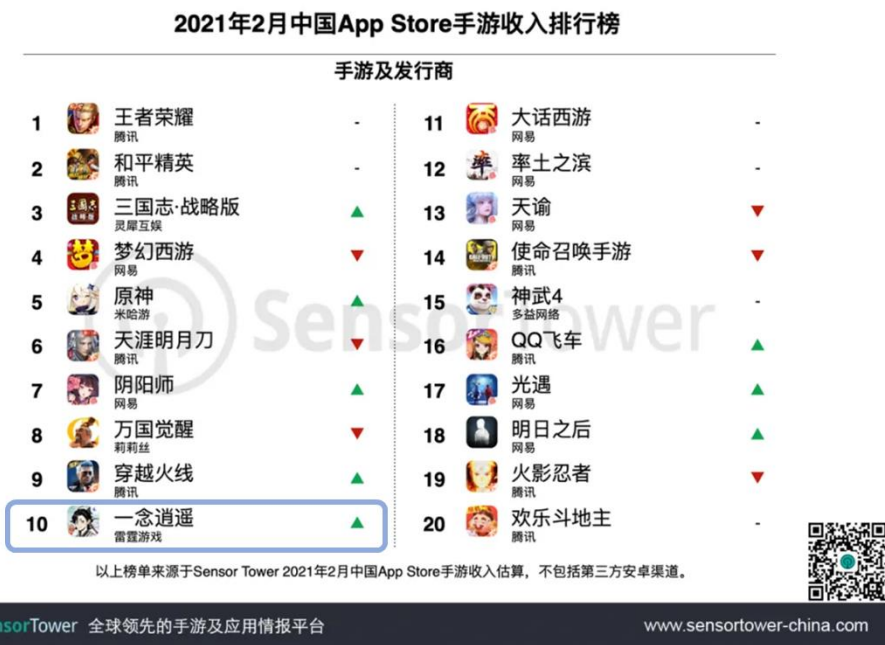 2021年2月中国App Store手游收入排行榜
手游及发行商
1 王者荣耀 -
腾讯
2 和平精英 -
腾讯
3 三国志·战略版 ▲
灵犀互娱
4 梦幻西游 ▼
网易
5 原神 ▲
米哈游
6 天涯明月刀 ▼
腾讯
7 阴阳师 ▲
网易
8 万国觉醒 ▼
莉莉丝
9 穿越火线 ▲
腾讯
10 一念逍遥 ▲
雷霆游戏
11 大话西游 -
网易
12 率土之滨 -
网易
13 天谕 ▼
网易
14 使命召唤手游 ▼
腾讯
15 神武4 -
多益网络
16 QQ飞车 ▲
腾讯
17 光遇 ▲
网易
18 明日之后 ▲
网易
19 火影忍者 ▼
腾讯
20 欢乐斗地主 -
腾讯
SensorTower
以上榜单来源于Sensor Tower 2021年2月中国App Store手游收入估算，不包括第三方安卓渠道。
nsorTower 全球领先的手游及应用情报平台
www.sensortower-china.com